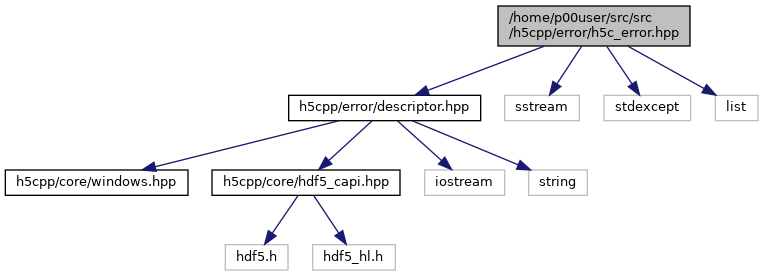 /home/p00user/src/src
/h5cpp/error/h5c_error.hpp
h5cpp/error/descriptor.hpp
sstream
stdexcept
list
h5cpp/core/windows.hpp
h5cpp/core/hdf5_capi.hpp
iostream
string
hdf5.h
hdf5_hl.h